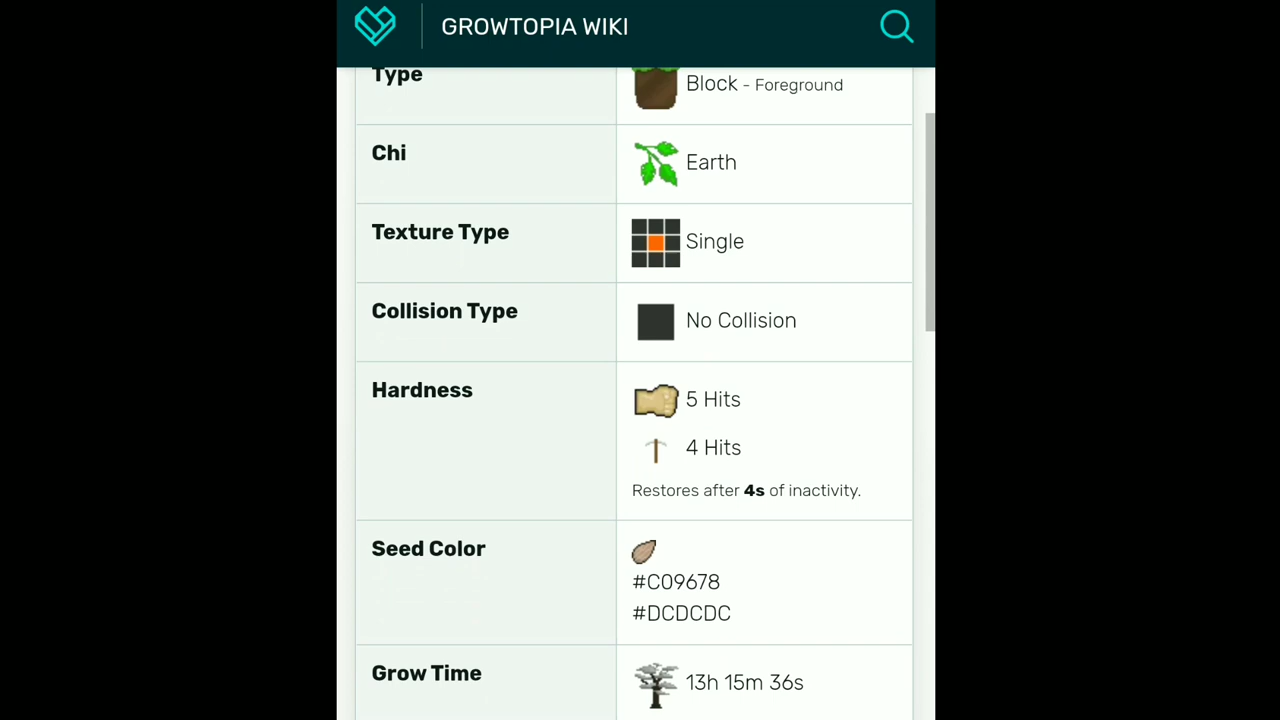 GROWTOPIA WIKI
Type
Block - Foreground
Chi
Earth
Texture Type
Single
Collision Type
No Collision
Hardness
5 Hits
4 Hits
Restores after 4s of inactivity.
Seed Color
#C09678
#DCDCDC
Grow Time
13h 15m 36s